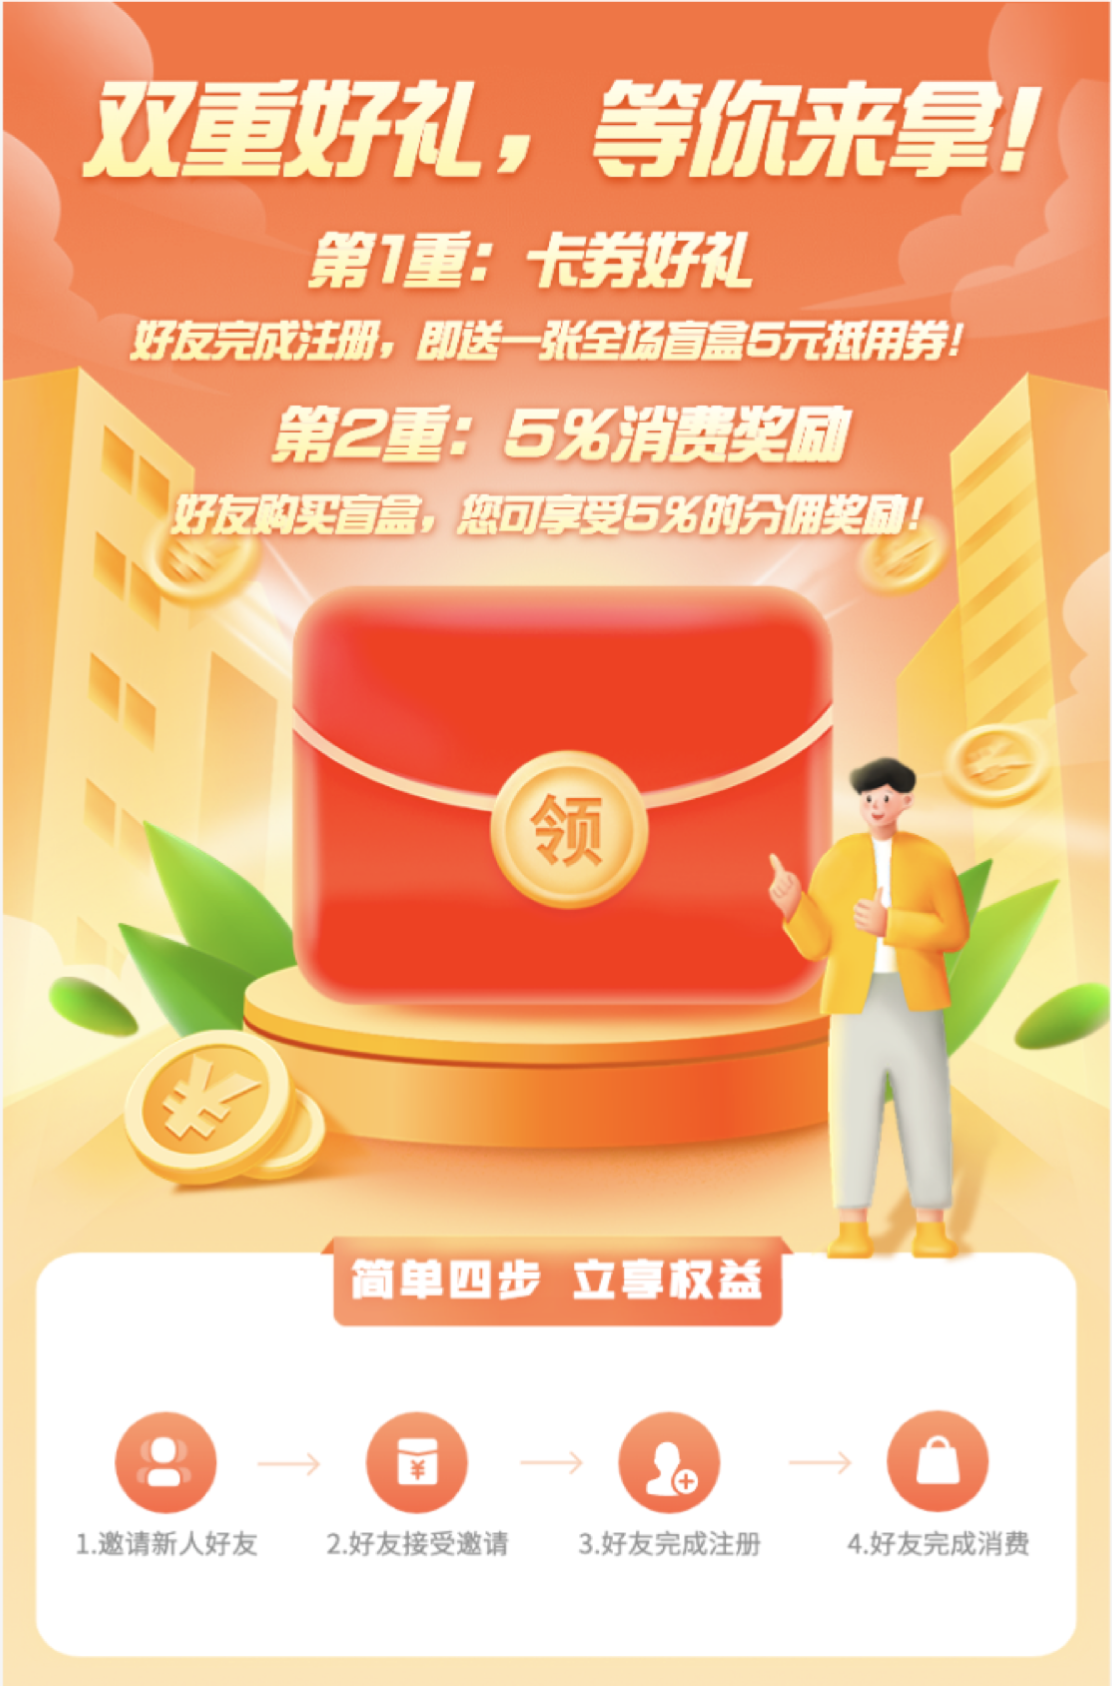 双重好礼，等你来拿！
第1重：卡券好礼
好友完成注册，即送一张全场盲盒5元抵用券！
第2重：5%消费奖励
好友购买盲盒，您可享受5%的分佣奖励！
领
¥
简单四步 立享权益
¥
1.邀请新人好友
2.好友接受邀请
3.好友完成注册
4.好友完成消费